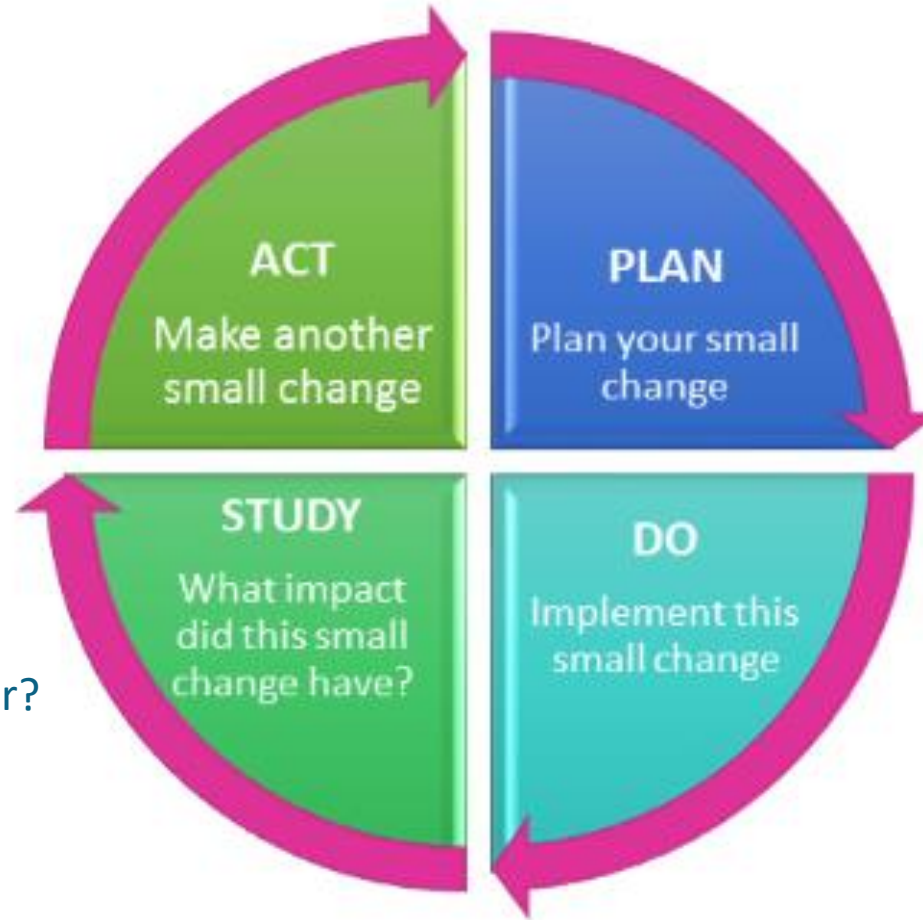 ACT
Make another
small change
PLAN
Plan your small
change
STUDY
What impact
did this small
change have?
DO
Implement this
small change
r?